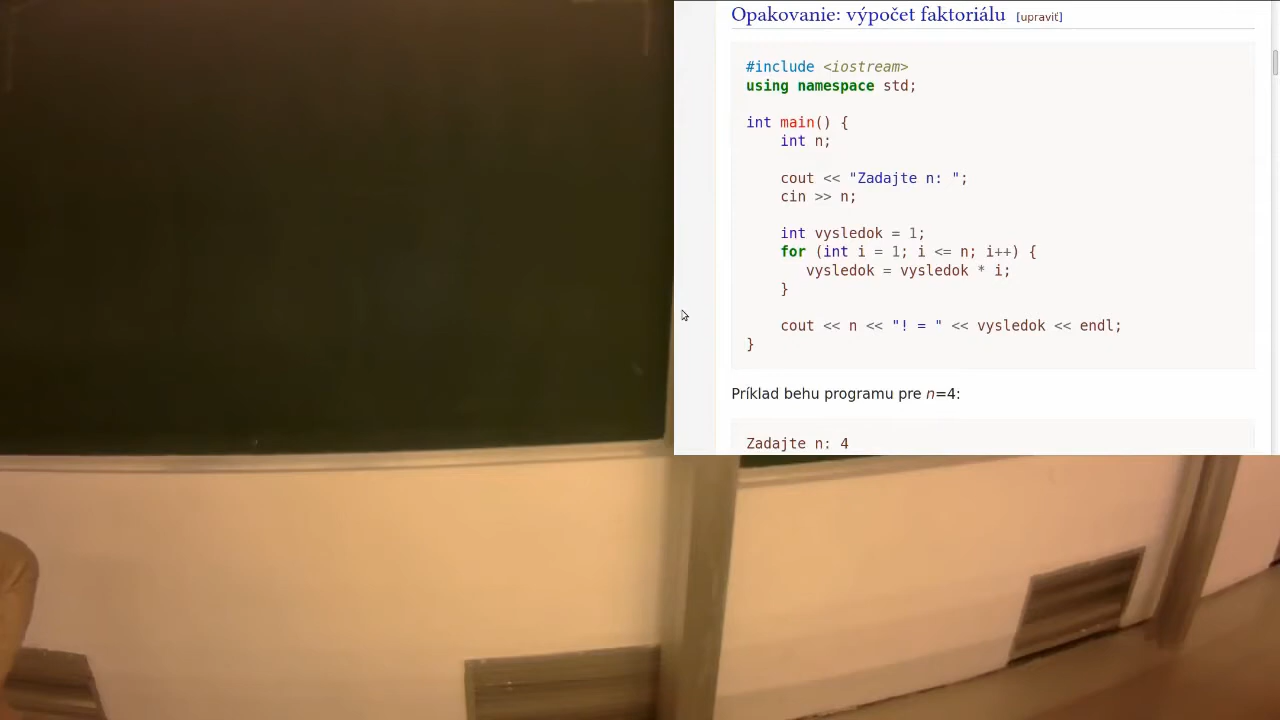 Opakovanie: výpočet faktoriálu [upraviť]
#include <iostream>
using namespace std;
int main() {
int n;
cout << "Zadajte n: ";
cin >> n;
int vysledok = 1;
for (int i = 1; i <= n; i++) {
vysledok = vysledok * i;
}
cout << n << "! = " << vysledok << endl;
}
Príklad behu programu pre n=4:
Zadajte n: 4